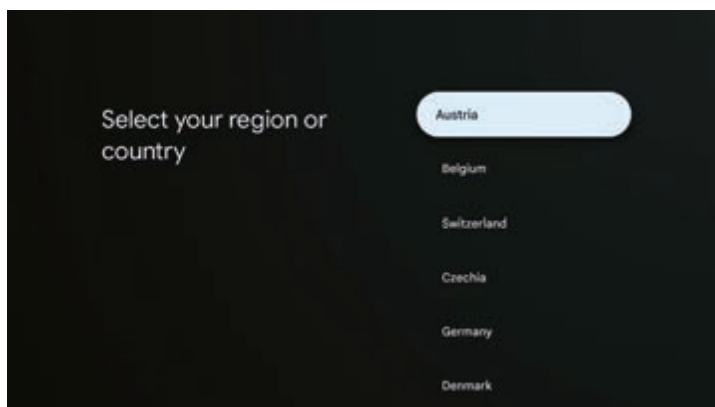 Select your region or
country
Austria
Belgium
Switzerland
Czechia
Germany
Denmark